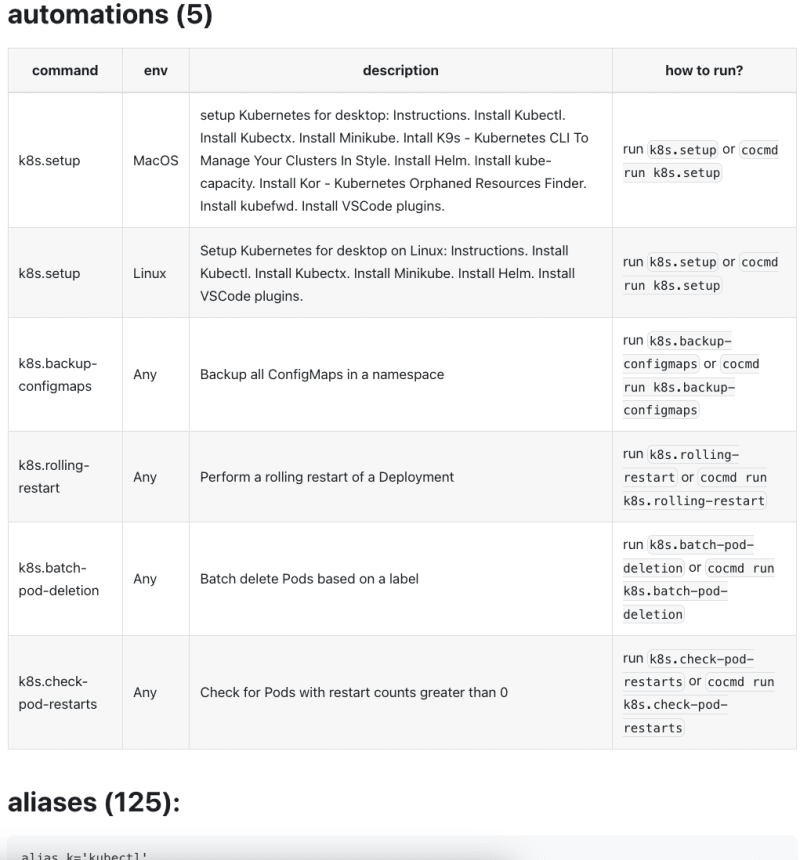 automations (5)
command env description how to run?
setup Kubernetes for desktop: Instructions. Install Kubectl.
Install Kubectx. Install Minikube. Intall K9s - Kubernetes CLI To
k8s.setup MacOS Manage Your Clusters In Style. Install Helm. Install kube- run k8s.setup or cocmd
capacity. Install Kor - Kubernetes Orphaned Resources Finder. run k8s.setup
Install kubefwd. Install VSCode plugins.
Setup Kubernetes for desktop on Linux: Instructions. Install
k8s.setup Linux Kubectl. Install Kubectx. Install Minikube. Install Helm. Install run k8s.setup or cocmd
VSCode plugins. run k8s.setup
run k8s.backup-
k8s.backup- configmaps or cocmd
configmaps Any Backup all ConfigMaps in a namespace run k8s.backup-
configmaps
k8s.rolling- run k8s.rolling-
restart Any Perform a rolling restart of a Deployment restart or cocmd run
k8s.rolling-restart
run k8s.batch-pod-
k8s.batch- deletion or cocmd run
pod-deletion Any Batch delete Pods based on a label k8s.batch-pod-
deletion
run k8s.check-pod-
k8s.check- restarts or cocmd run
pod-restarts Any Check for Pods with restart counts greater than 0 k8s.check-pod-
restarts
aliases (125):
alias k='kubectl'